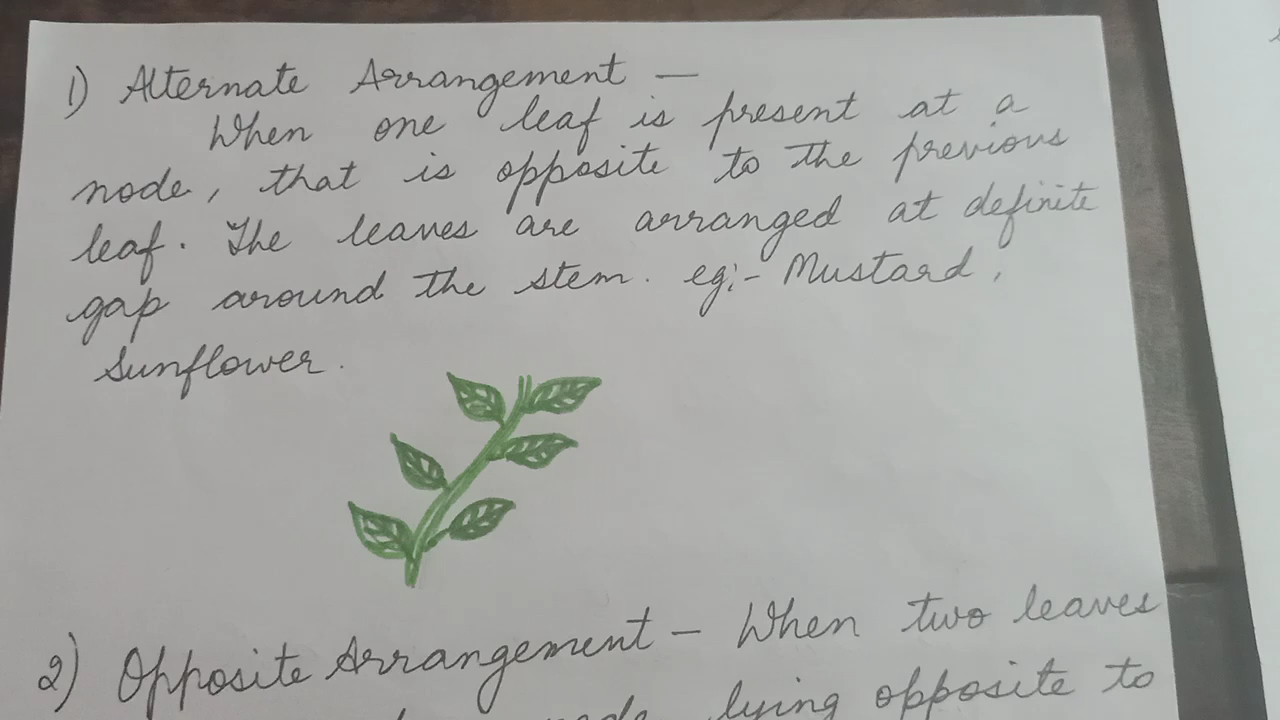 1) Alternate Arrangement —
When one leaf is present at a
node, that is opposite to the previous
leaf. The leaves are arranged at definite
gap around the stem. eg;- Mustard,
Sunflower.
2) Opposite Arrangement — When two leaves
lying opposite to